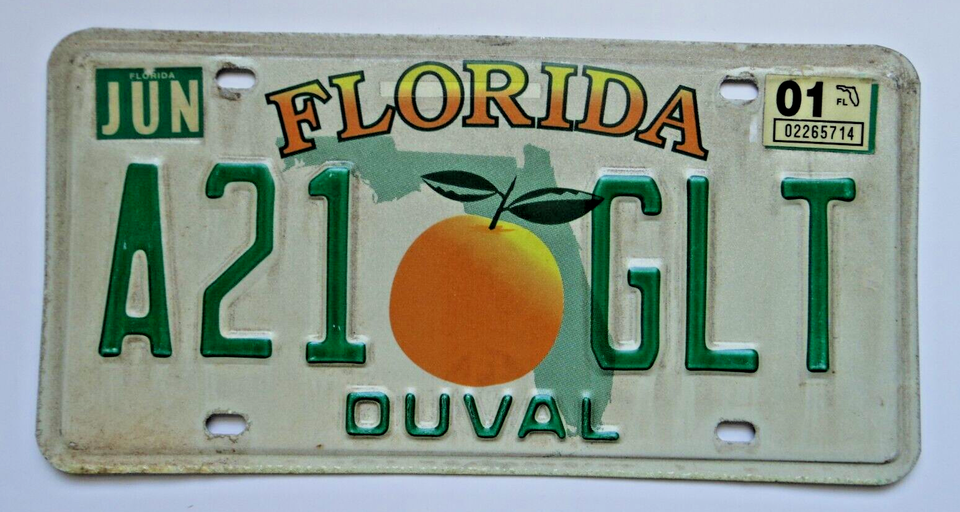 FLORIDA
JUN
FLORIDA
01
FL
02265714
A21 GLT
DUVAL